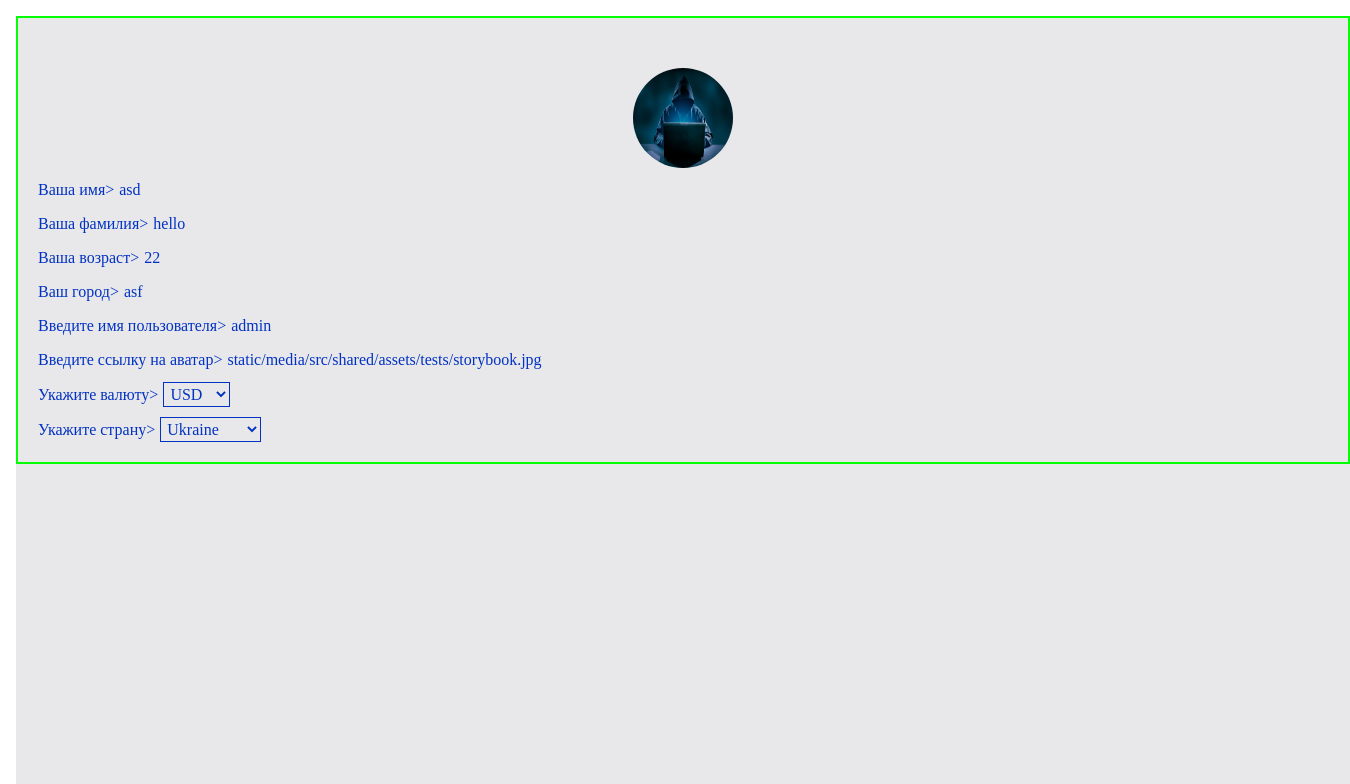 Ваша имя> asd
Ваша фамилия> hello
Ваша возраст> 22
Ваш город> asf
Введите имя пользователя> admin
Введите ссылку на аватар> static/media/src/shared/assets/tests/storybook.jpg
Укажите валюту> USD
Укажите страну> Ukraine